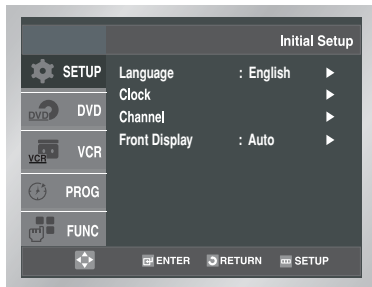 Initial Setup
SETUP
Language : English ►
Clock ►
Channel ►
Front Display : Auto ►
DVD DVD
VCR VCR
PROG
FUNC
ENTER RETURN SETUP